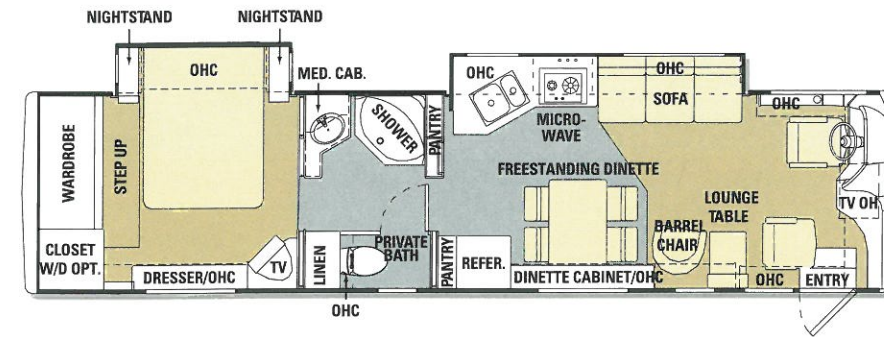 NIGHTSTAND
NIGHTSTAND
OHC
MED. CAB.
OHC
OHC
SOFA
OHC
WARDROBE
STEP UP
SHOWER
PANTRY
MICRO-
WAVE
FREESTANDING DINETTE
LOUNGE
TABLE
TV OH
BARREL
CHAIR
CLOSET
W/D OPT.
DRESSER/OHC
TV
LINEN
PRIVATE
BATH
PANTRY
REFER.
DINETTE CABINET/OHC
OHC
ENTRY
OHC